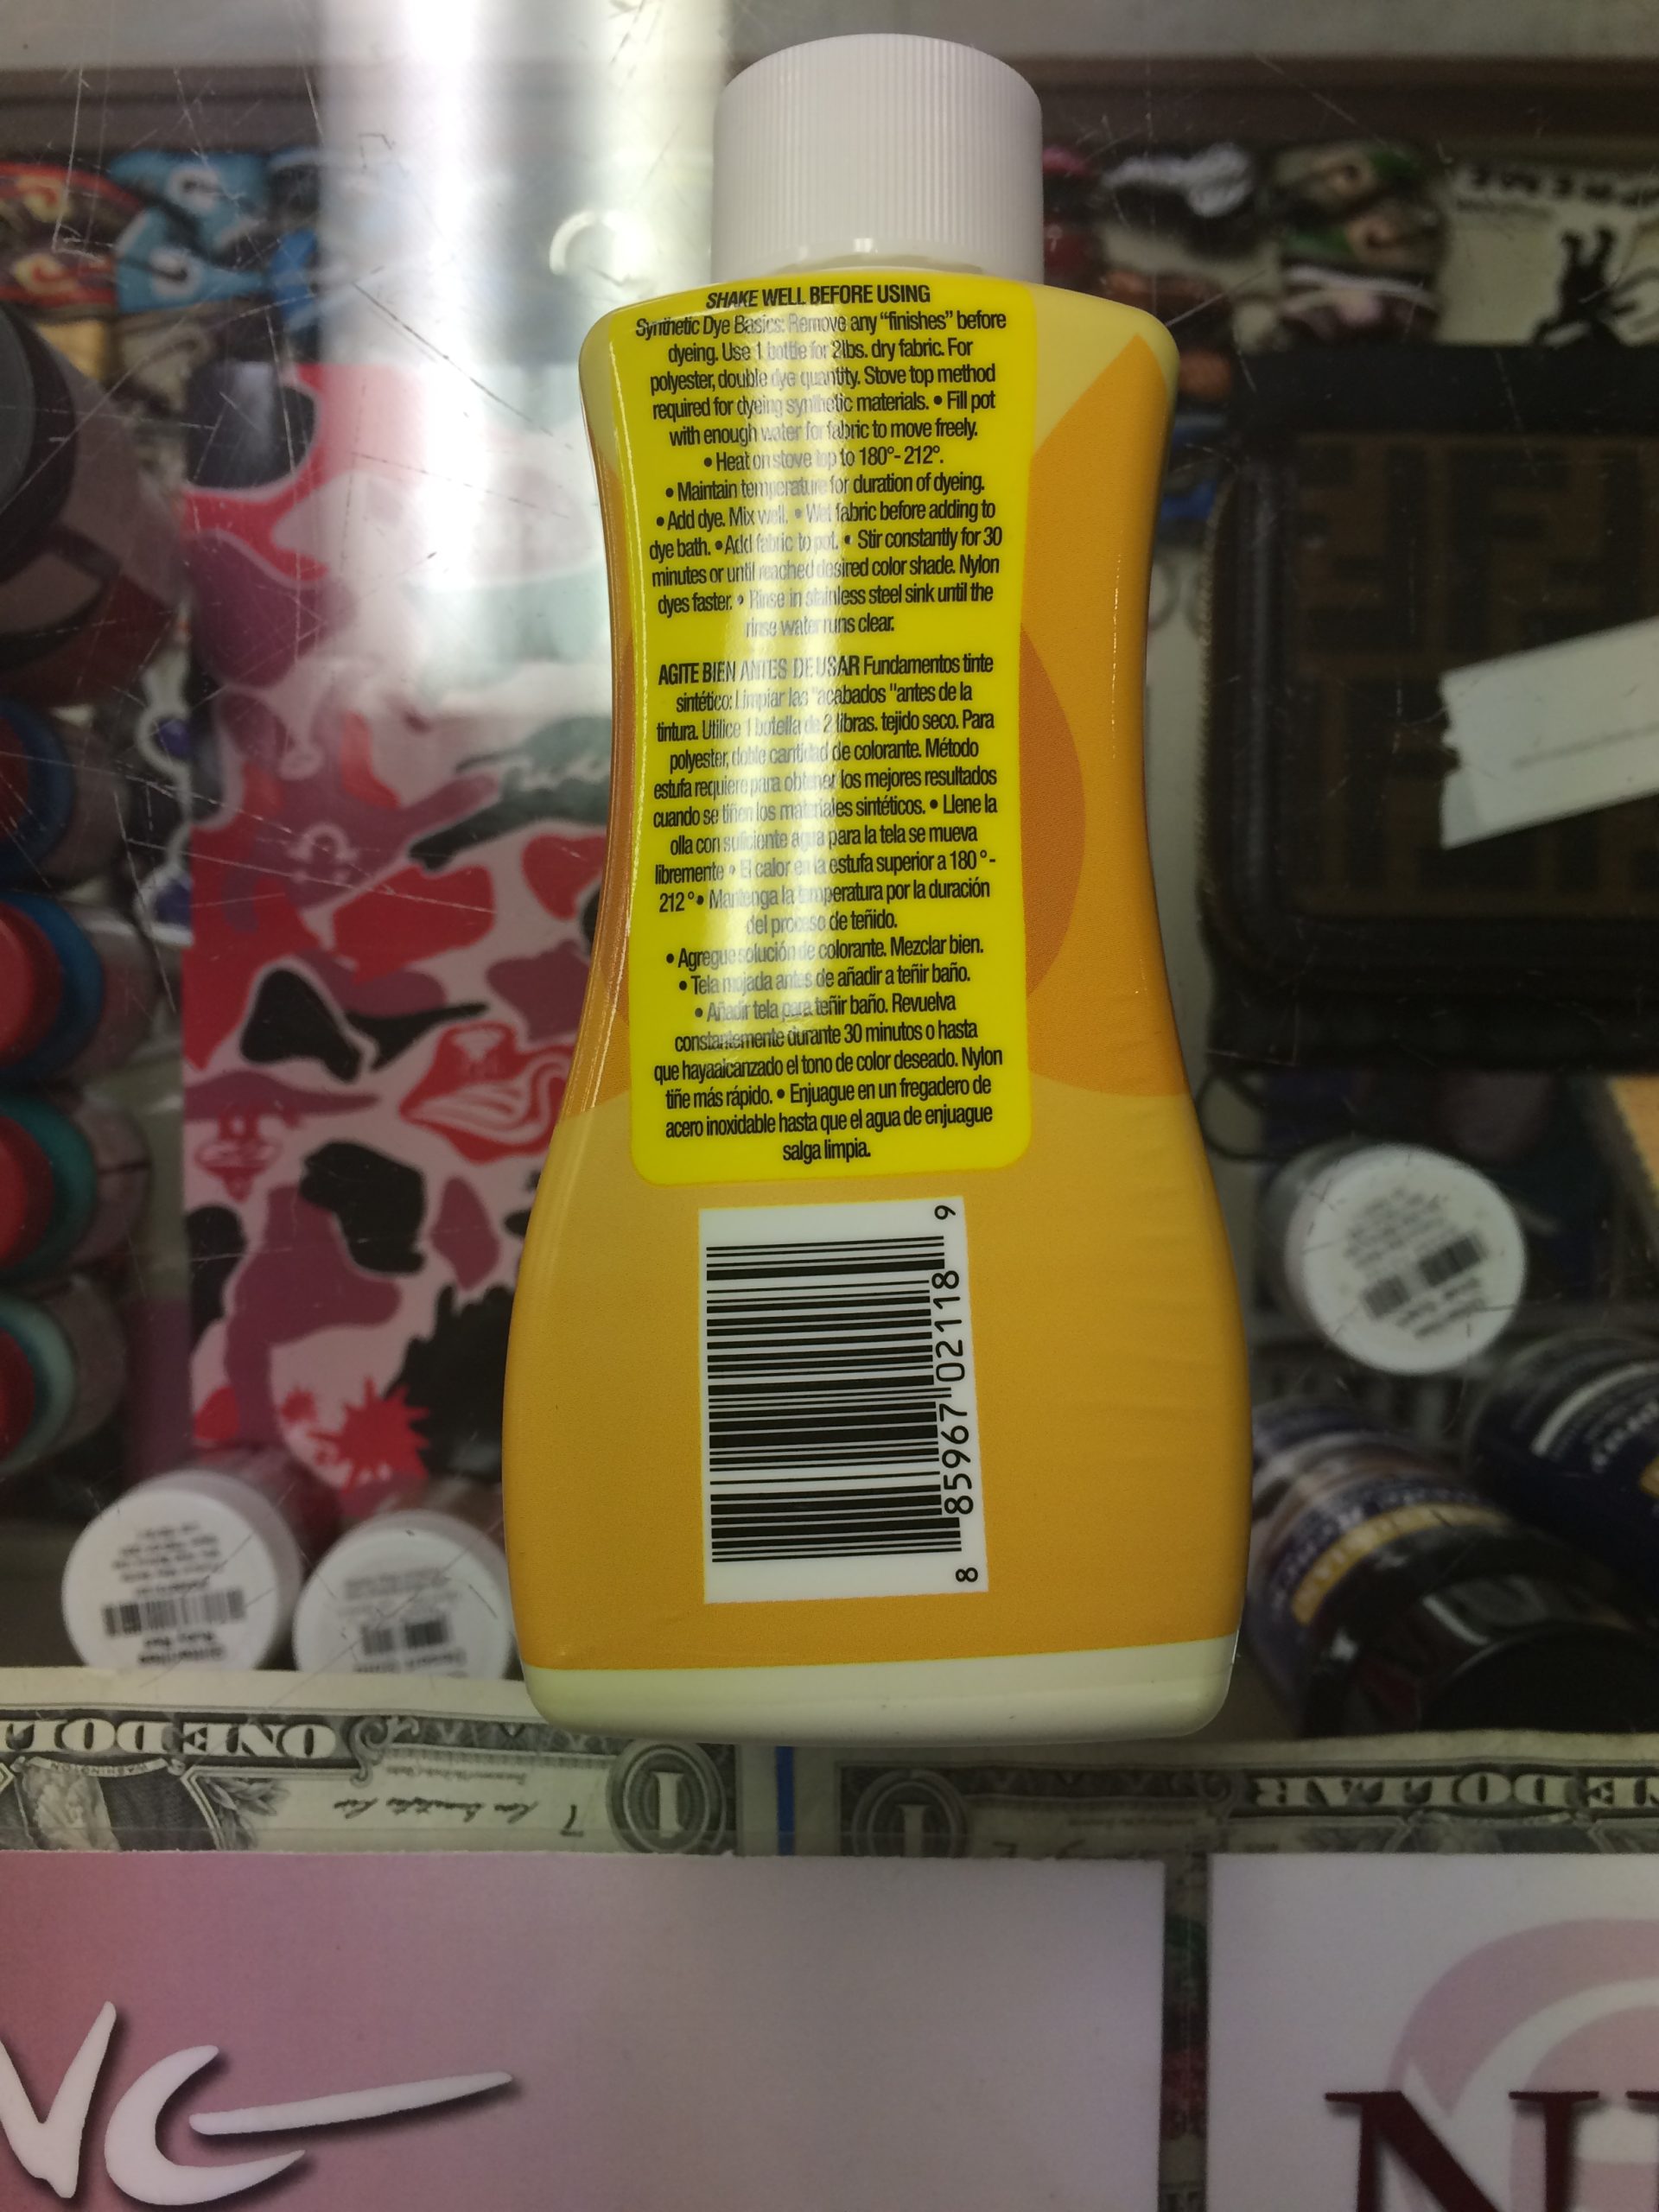 SHAKE WELL BEFORE USING
Synthetic Dye Basics: Remove any “finishes” before
dyeing. Use 1 bottle for 2lbs. dry fabric. For
polyester, double dye quantity. Stove top method
required for dyeing synthetic materials. • Fill pot
with enough water for fabric to move freely.
• Heat on stove top to 180°- 212°.
• Maintain temperature for duration of dyeing.
• Add dye. Mix well. • Wet fabric before adding to
dye bath. • Add fabric to pot. • Stir constantly for 30
minutes or until reached desired color shade. Nylon
dyes faster. • Rinse in stainless steel sink until the
rinse water runs clear.
AGITE BIEN ANTES DE USAR Fundamentos tinte
sintético: Limpiar las "acabados "antes de la
tintura. Utilice 1 botella de 2 libras. tejido seco. Para
polyester, doble cantidad de colorante. Método
estufa requiere para obtener los mejores resultados
cuando se tiñen los materiales sintéticos. • Llene la
olla con suficiente agua para la tela se mueva
libremente • El calor en la estufa superior a 180 °-
212 °• Mantenga la temperatura por la duración
del proceso de teñido.
• Agregue solución de colorante. Mezclar bien.
• Tela mojada antes de añadir a teñir baño.
• Añadir tela para teñir baño. Revuelva
constantemente durante 30 minutos o hasta
que hayaalcanzado el tono de color deseado. Nylon
tiñe más rápido. • Enjuague en un fregadero de
acero inoxidable hasta que el agua de enjuague
salga limpia.
8 85967 02118 9
ONE DOL
WASHINGTON
1
NE DOLLAR
1